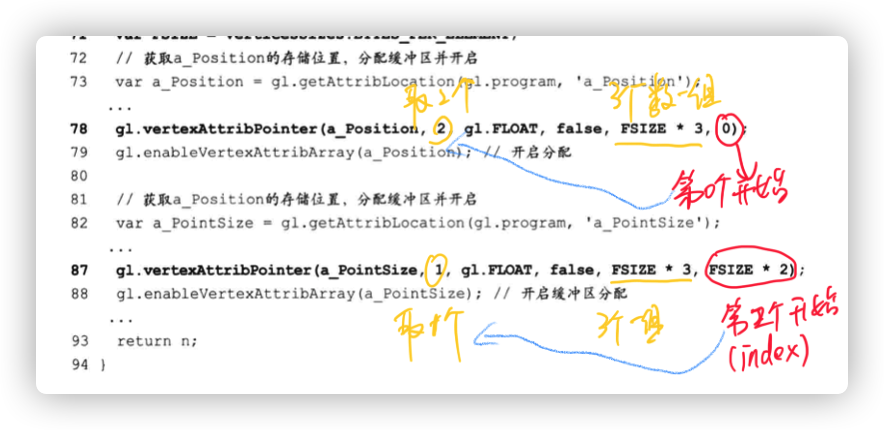 71 var FSIZE = verticesSizes.BYTES_PER_ELEMENT;
72 // 获取a_Position的存储位置，分配缓冲区并开启
73 var a_Position = gl.getAttribLocation(gl.program, 'a_Position');
...
取2个
3个数一组
78 gl.vertexAttribPointer(a_Position, 2, gl.FLOAT, false, FSIZE * 3, 0);
79 gl.enableVertexAttribArray(a_Position); // 开启分配
80
第0个开始
81 // 获取a_Position的存储位置，分配缓冲区并开启
82 var a_PointSize = gl.getAttribLocation(gl.program, 'a_PointSize');
...
87 gl.vertexAttribPointer(a_PointSize, 1, gl.FLOAT, false, FSIZE * 3, FSIZE * 2);
88 gl.enableVertexAttribArray(a_PointSize); // 开启缓冲区分配
...
取1个
3个一组
第2个开始
(index)
93 return n;
94 }